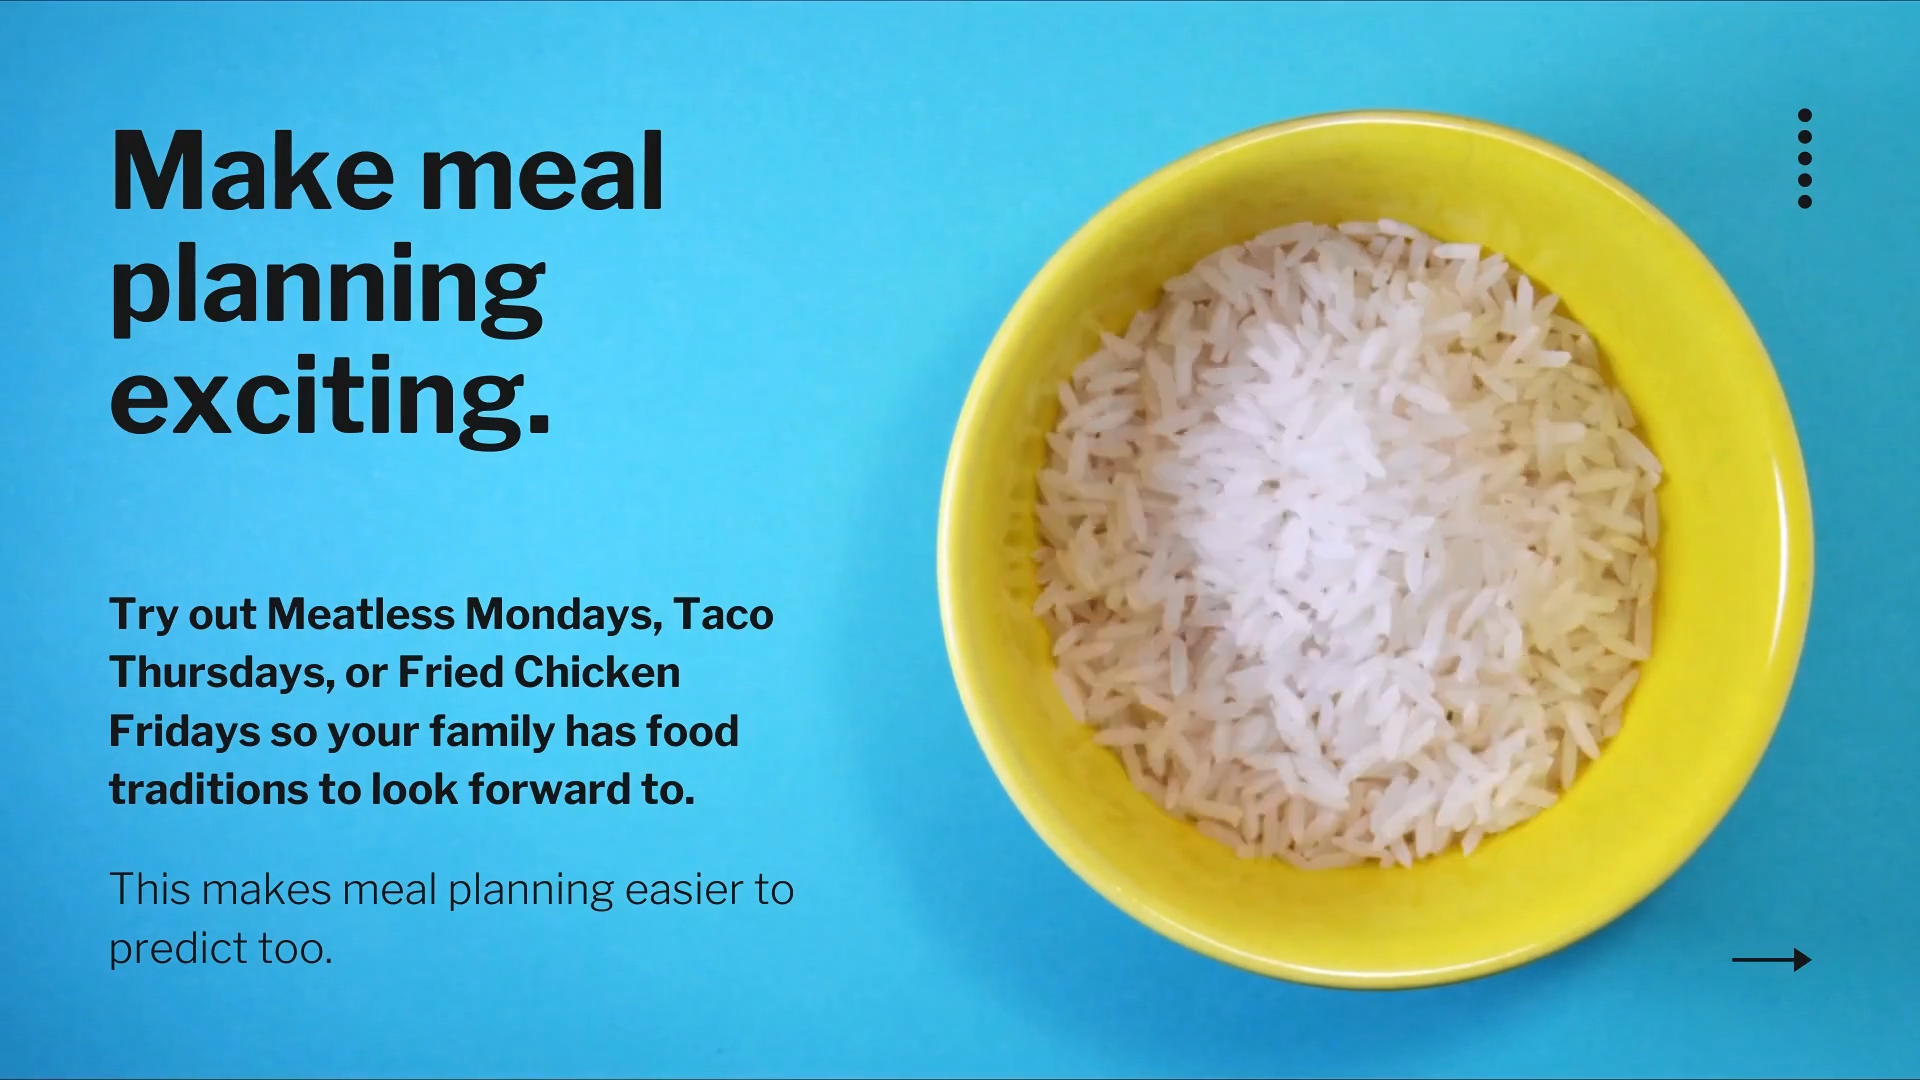 Make meal
planning
exciting.
Try out Meatless Mondays, Taco
Thursdays, or Fried Chicken
Fridays so your family has food
traditions to look forward to.
This makes meal planning easier to
predict too.